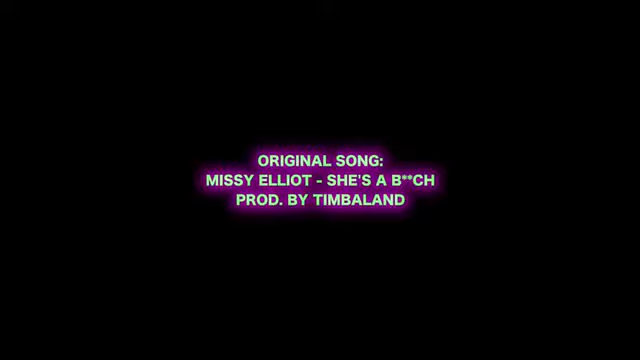 ORIGINAL SONG:
MISSY ELLIOT - SHE'S A B**CH
PROD. BY TIMBALAND